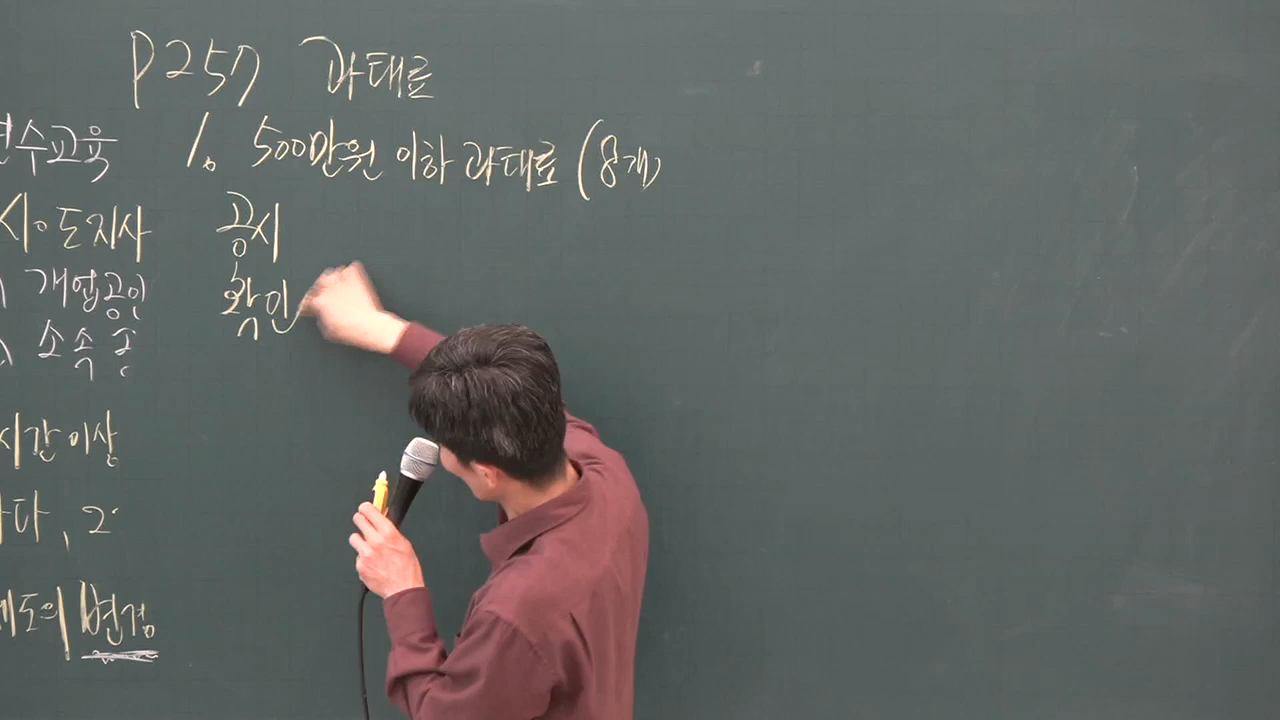 P257 과태료
수교육
1. 500만원 이하 과태료 (8개)
시·도지사
공시
개업공인
확인
소속 공
시간 이상
2
제도의 변경